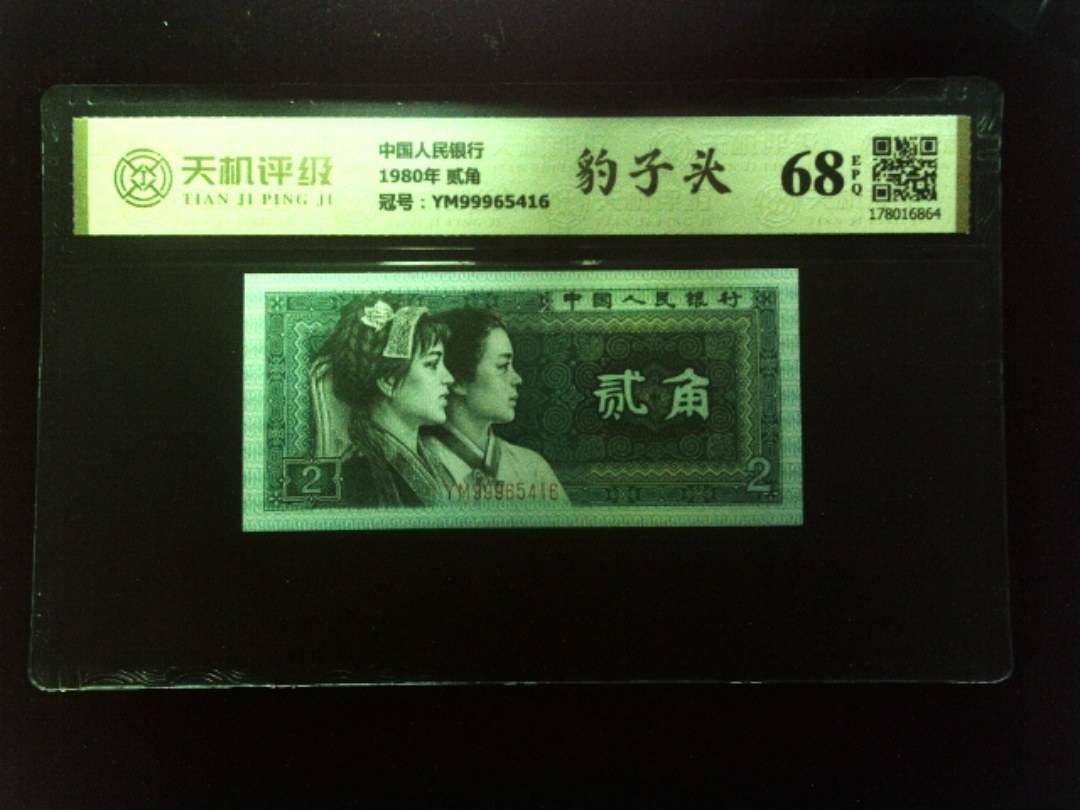 天机评级
TIAN JI PING JI
中国人民银行
1980年 贰角
冠号：YM99965416
豹子头
68
EPQ
178016864
中国人民银行
贰角
2
YM99965416
2